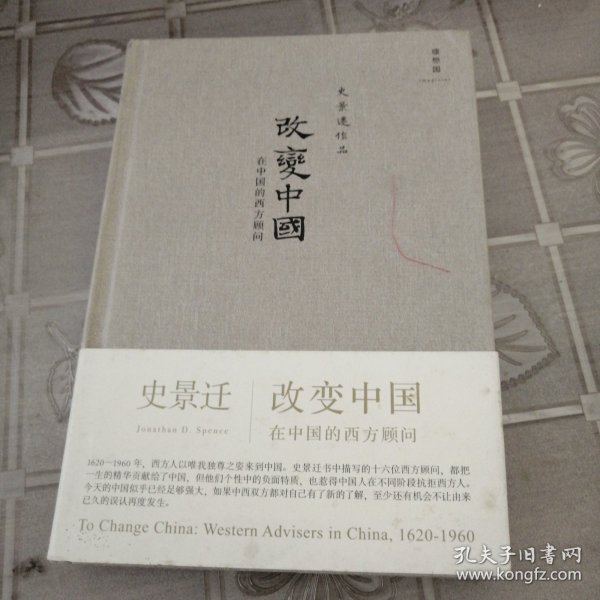 理想国
imaginist
史景迁作品
改變中國
在中国的西方顾问
史景迁
Jonathan D. Spence
改变中国
在中国的西方顾问
1620—1960年，西方人以唯我独尊之姿来到中国。史景迁书中描写的十六位西方顾问，都把
一生的精华贡献给了中国，但他们个性中的负面特质，也惹得中国人在不同阶段抗拒西方人。
今天的中国似乎已经足够强大，如果中西双方都对自己有了新的了解，至少还有机会不让由来
已久的误认再度发生。
To Change China: Western Advisers in China, 1620-1960
孔夫子旧书网
www.kongfz.com